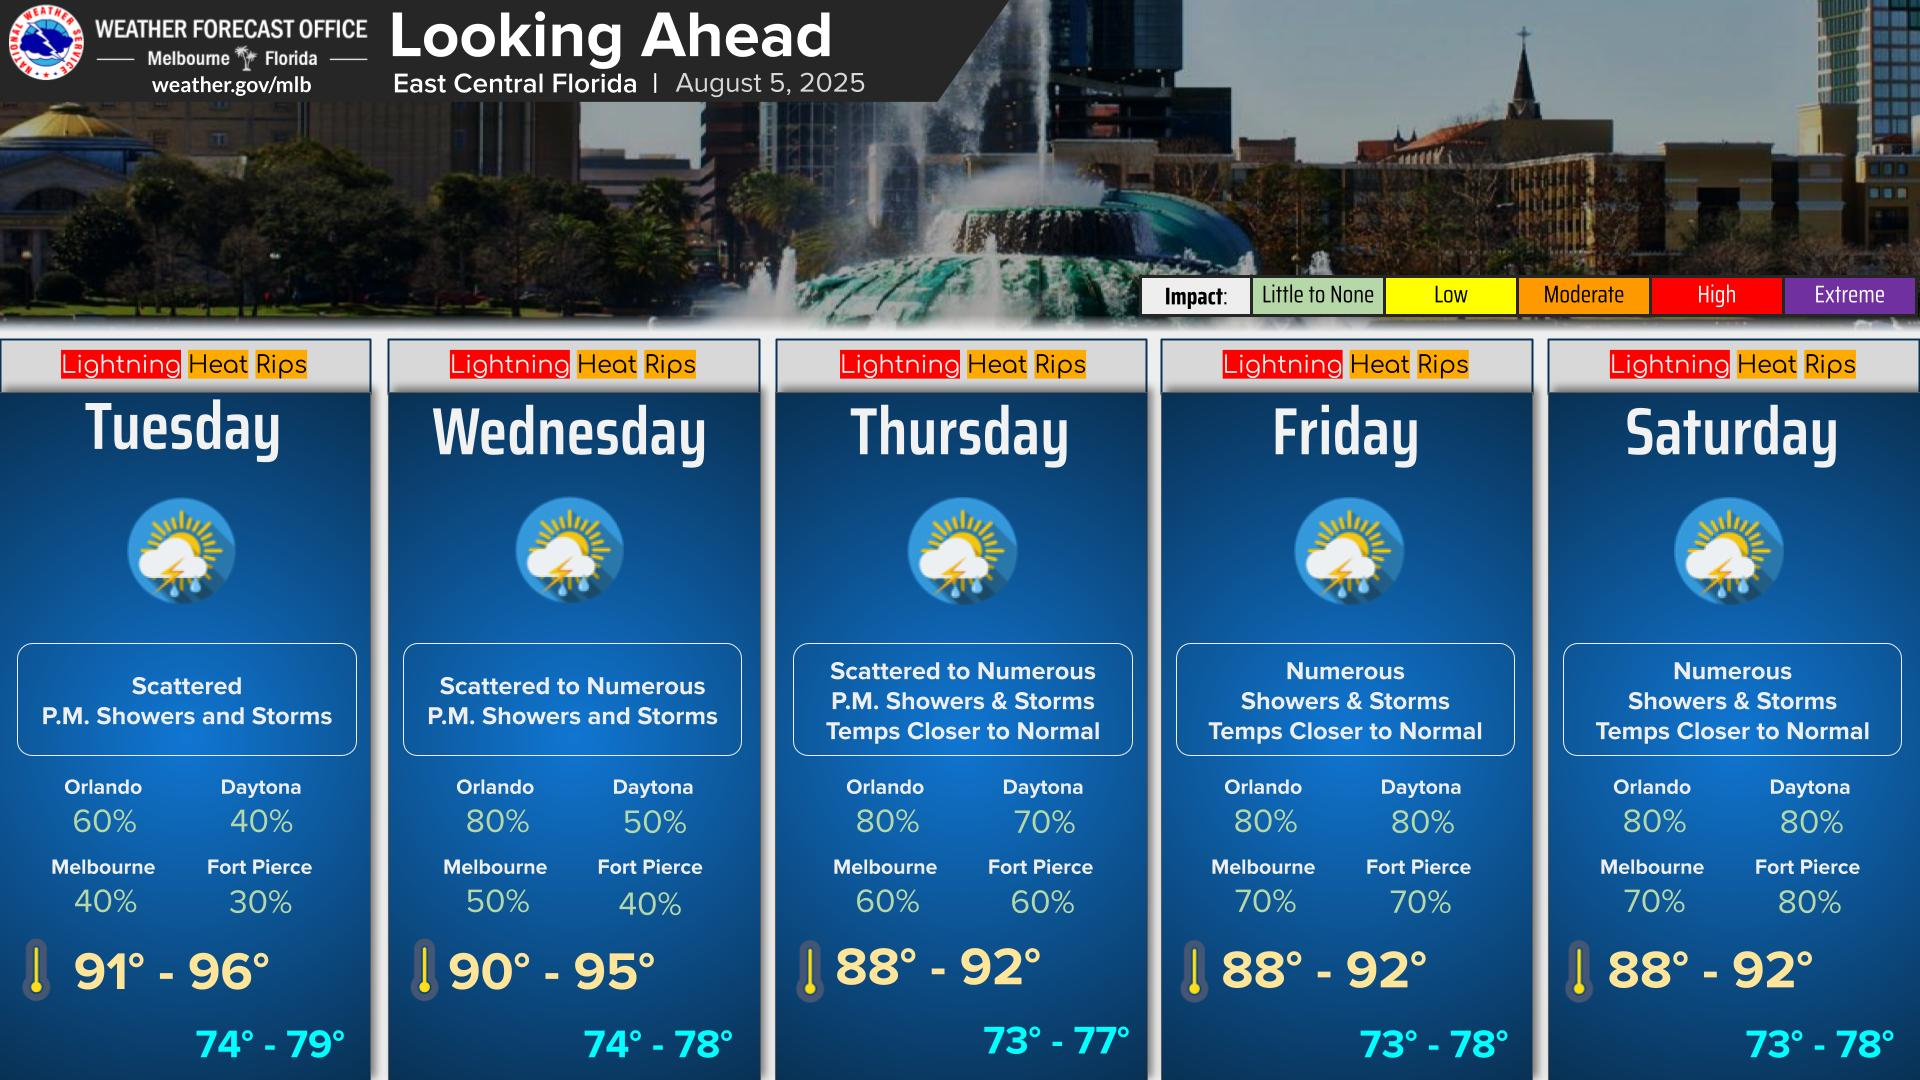 NATIONAL WEATHER SERVICE
WEATHER FORECAST OFFICE
Melbourne Florida
weather.gov/mlb
Looking Ahead
East Central Florida | August 5, 2025
Impact: Little to None Low Moderate High Extreme
Lightning Heat Rips
Tuesday
Scattered
P.M. Showers and Storms
Orlando Daytona
60% 40%
Melbourne Fort Pierce
40% 30%
91° - 96°
74° - 79°
Lightning Heat Rips
Wednesday
Scattered to Numerous
P.M. Showers and Storms
Orlando Daytona
80% 50%
Melbourne Fort Pierce
50% 40%
90° - 95°
74° - 78°
Lightning Heat Rips
Thursday
Scattered to Numerous
P.M. Showers & Storms
Temps Closer to Normal
Orlando Daytona
80% 70%
Melbourne Fort Pierce
60% 60%
88° - 92°
73° - 77°
Lightning Heat Rips
Friday
Numerous
Showers & Storms
Temps Closer to Normal
Orlando Daytona
80% 80%
Melbourne Fort Pierce
70% 70%
88° - 92°
73° - 78°
Lightning Heat Rips
Saturday
Numerous
Showers & Storms
Temps Closer to Normal
Orlando Daytona
80% 80%
Melbourne Fort Pierce
70% 80%
88° - 92°
73° - 78°